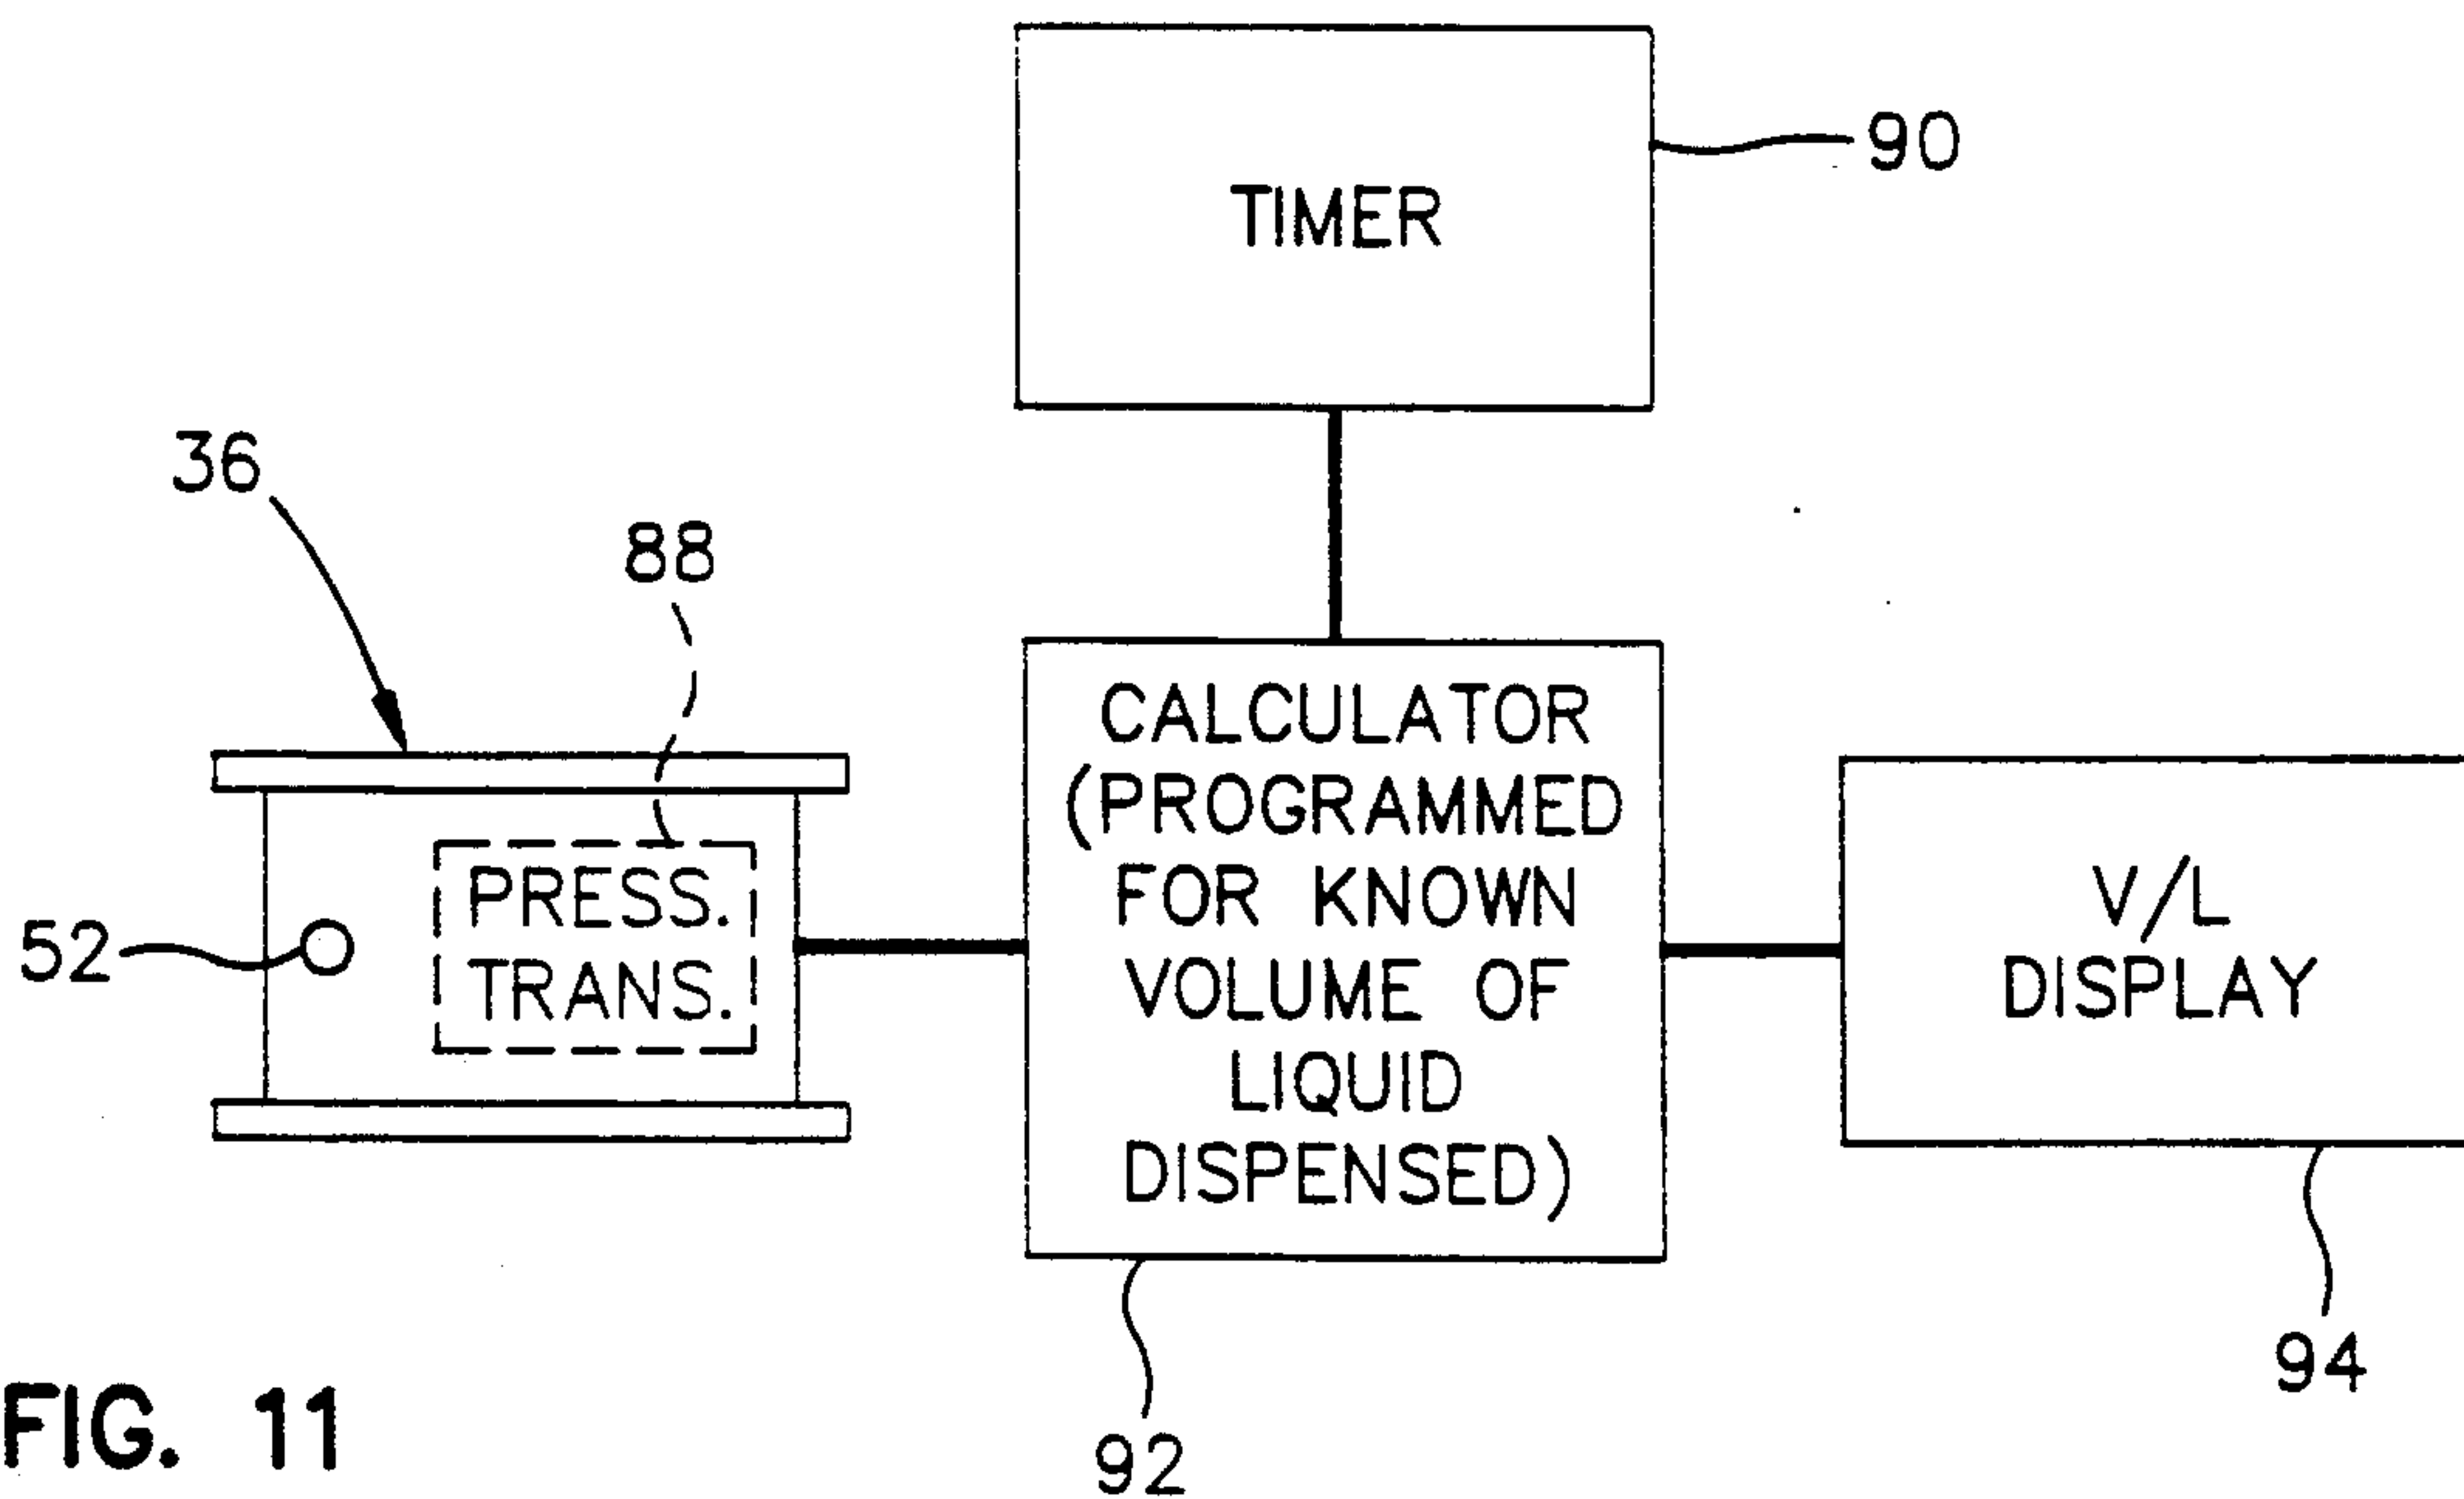 TIMER
90
36
88
PRESS.
TRANS.
52
CALCULATOR
(PROGRAMMED
FOR KNOWN
VOLUME OF
LIQUID
DISPENSED)
92
V/L
DISPLAY
94
FIG. 11